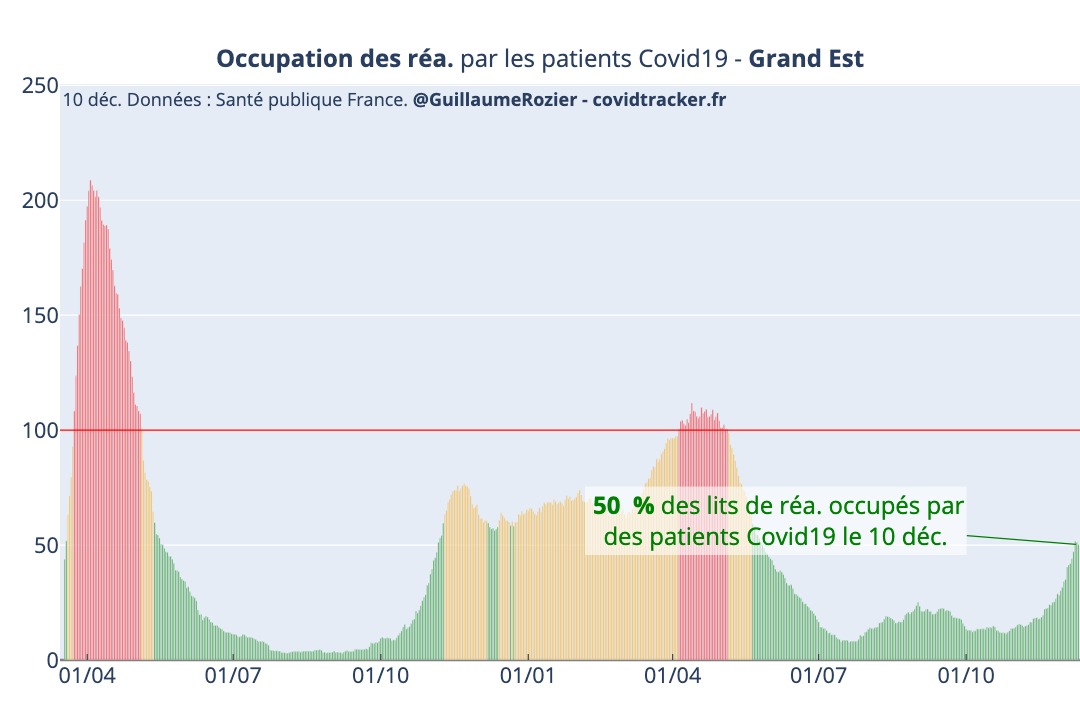 Occupation des réa. par les patients Covid19 - Grand Est
250
10 déc. Données : Santé publique France. @GuillaumeRozier - covidtracker.fr
200
150
100
50 % des lits de réa. occupés par
des patients Covid19 le 10 déc.
50
0
01/04 01/07 01/10 01/01 01/04 01/07 01/10